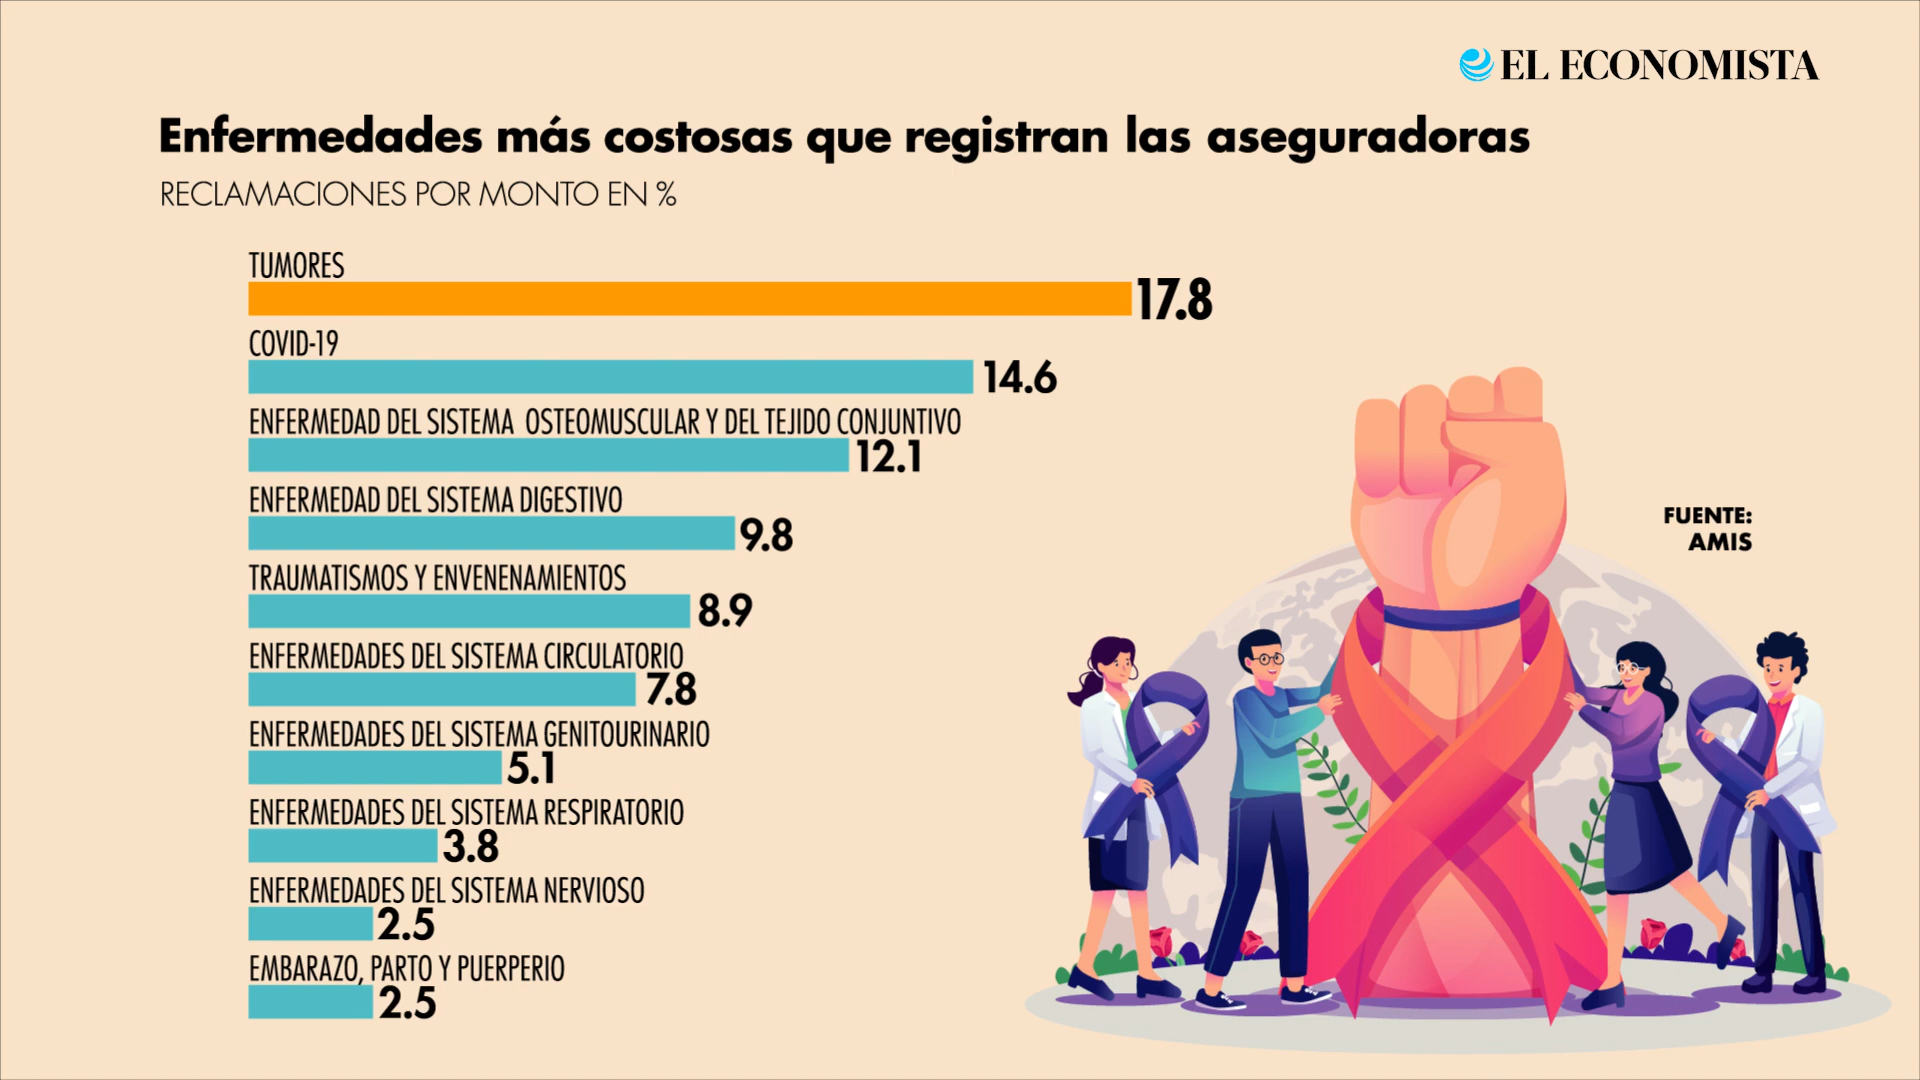 EL ECONOMISTA
Enfermedades más costosas que registran las aseguradoras
RECLAMACIONES POR MONTO EN %
TUMORES
17.8
COVID-19
14.6
ENFERMEDAD DEL SISTEMA OSTEOMUSCULAR Y DEL TEJIDO CONJUNTIVO
12.1
ENFERMEDAD DEL SISTEMA DIGESTIVO
9.8
TRAUMATISMOS Y ENVENENAMIENTOS
8.9
ENFERMEDADES DEL SISTEMA CIRCULATORIO
7.8
ENFERMEDADES DEL SISTEMA GENITOURINARIO
5.1
ENFERMEDADES DEL SISTEMA RESPIRATORIO
3.8
ENFERMEDADES DEL SISTEMA NERVIOSO
2.5
EMBARAZO, PARTO Y PUERPERIO
2.5
FUENTE:
AMIS